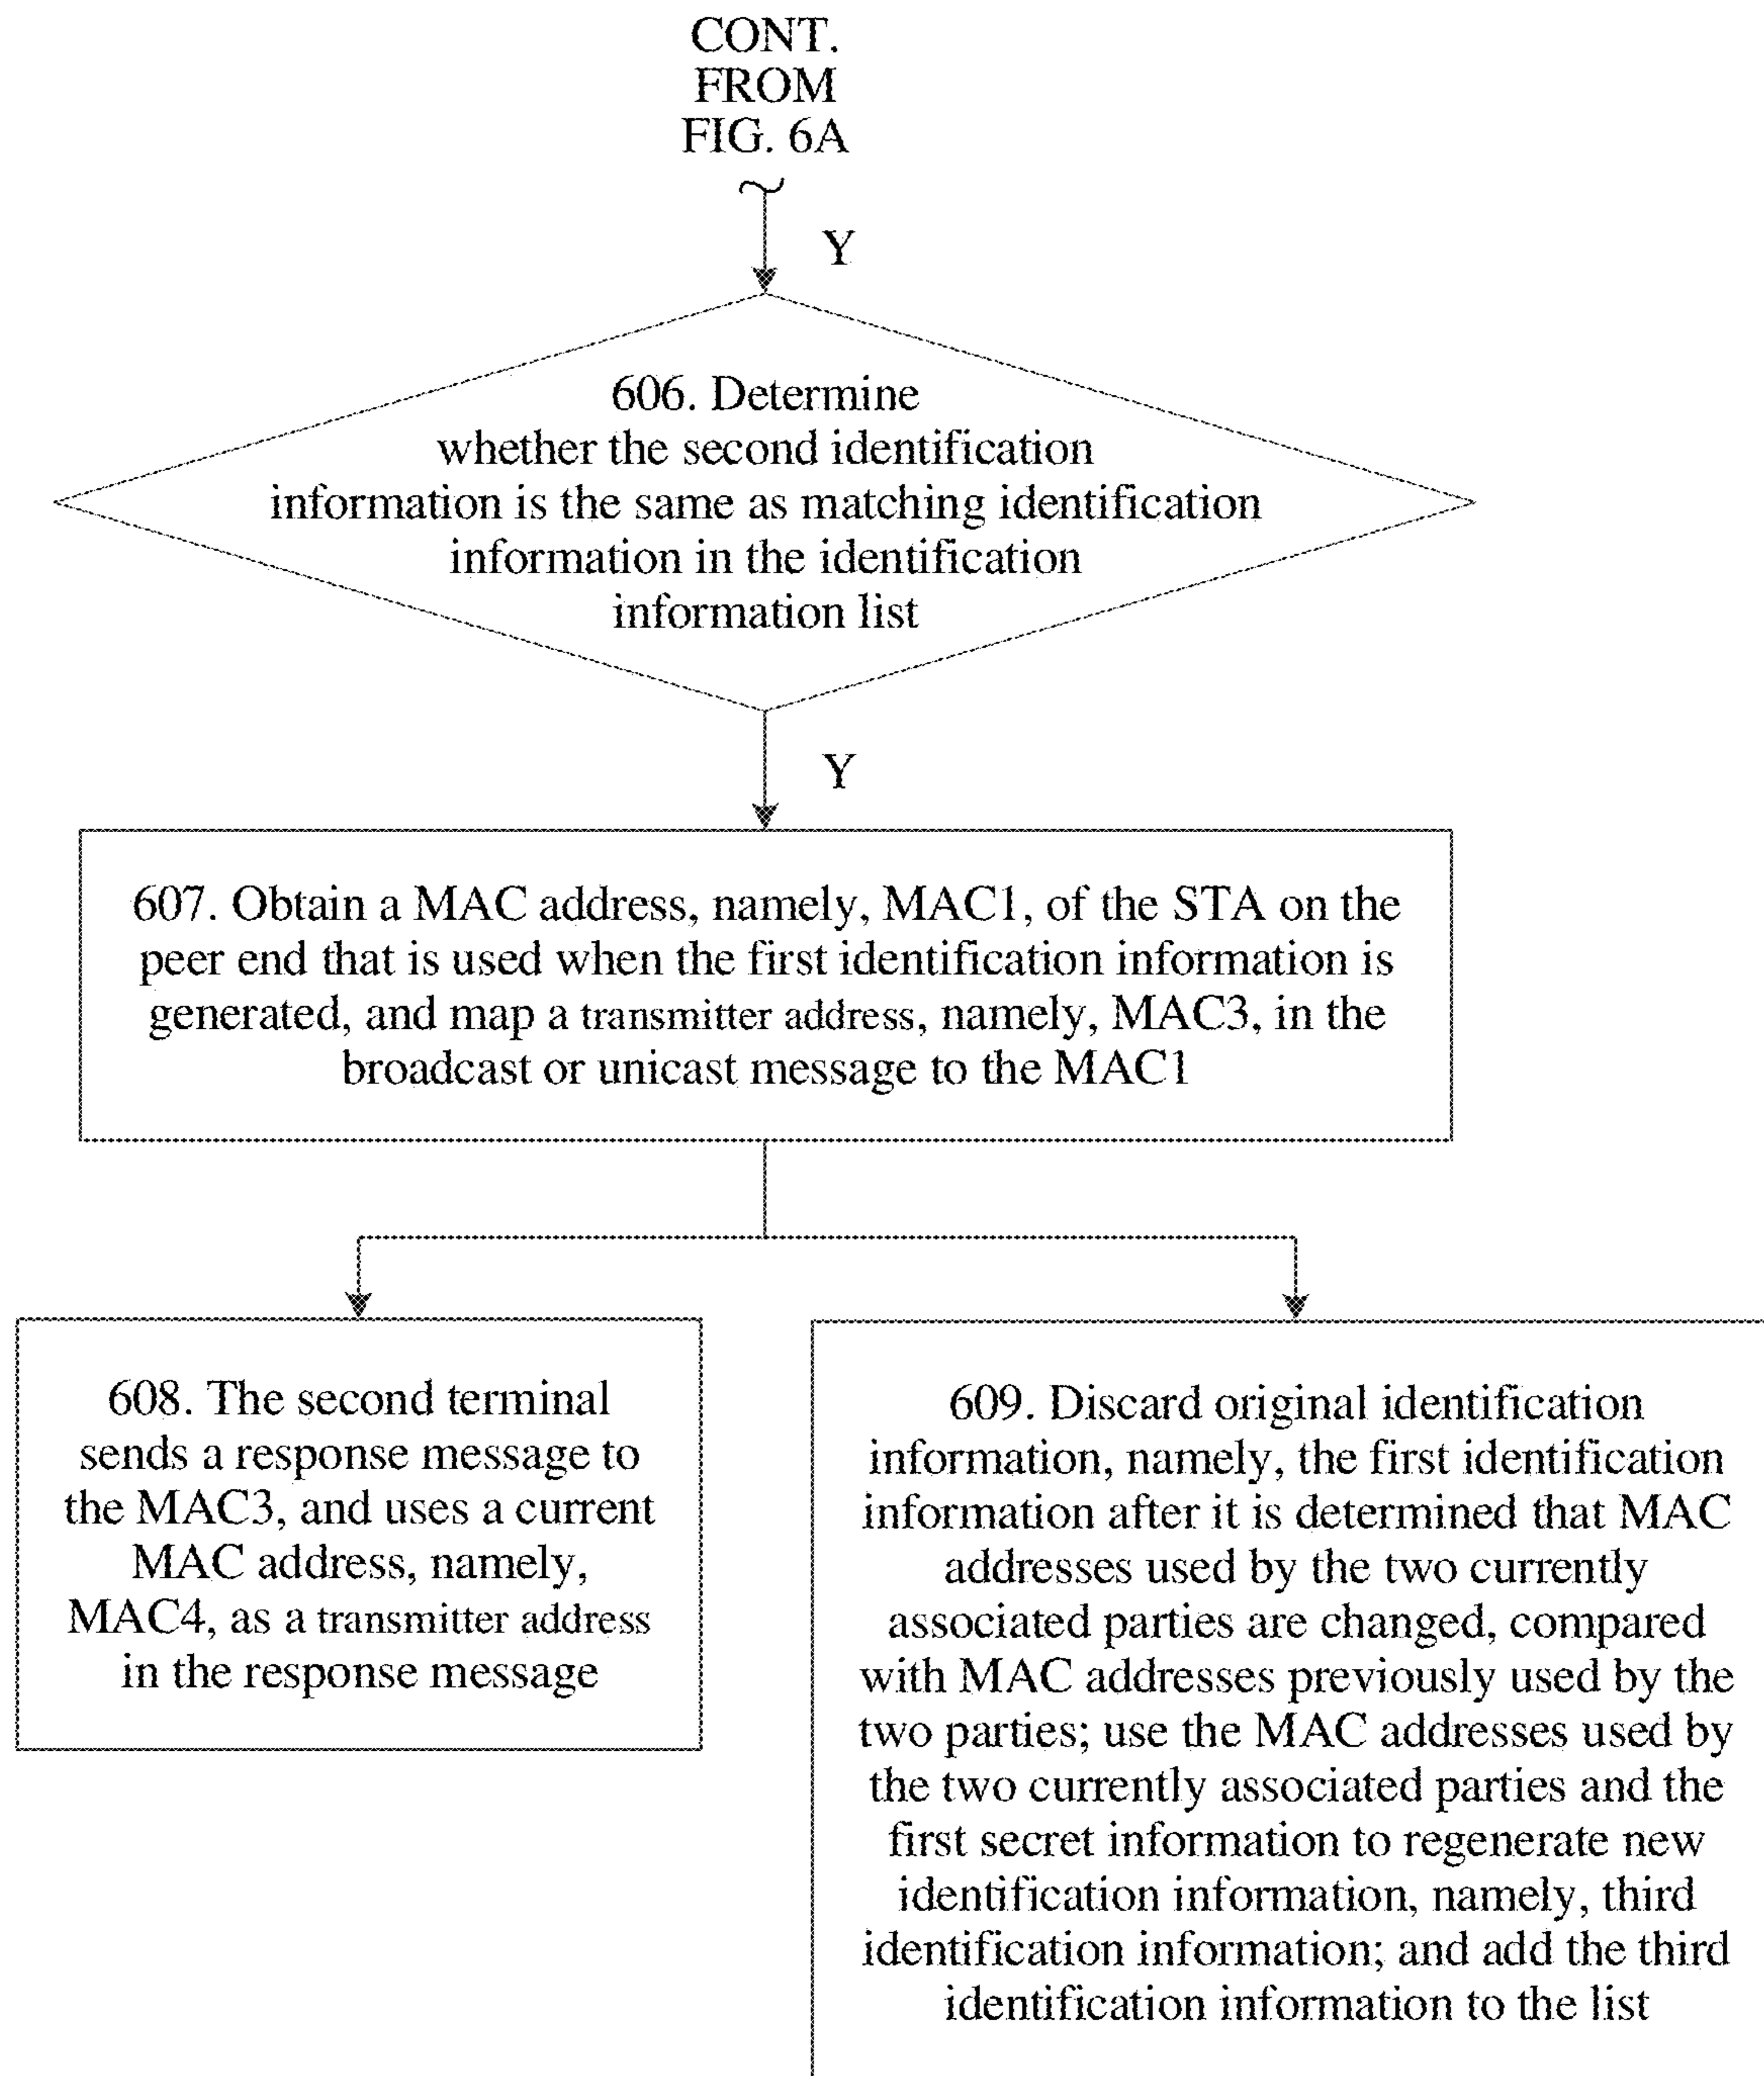 CONT.
FROM
FIG. 6A
Y
606. Determine
whether the second identification
information is the same as matching identification
information in the identification
information list
Y
607. Obtain a MAC address, namely, MAC1, of the STA on the
peer end that is used when the first identification information is
generated, and map a transmitter address, namely, MAC3, in the
broadcast or unicast message to the MAC1
608. The second terminal
sends a response message to
the MAC3, and uses a current
MAC address, namely,
MAC4, as a transmitter address
in the response message
609. Discard original identification
information, namely, the first identification
information after it is determined that MAC
addresses used by the two currently
associated parties are changed, compared
with MAC addresses previously used by the
two parties; use the MAC addresses used by
the two currently associated parties and the
first secret information to regenerate new
identification information, namely, third
identification information; and add the third
identification information to the list